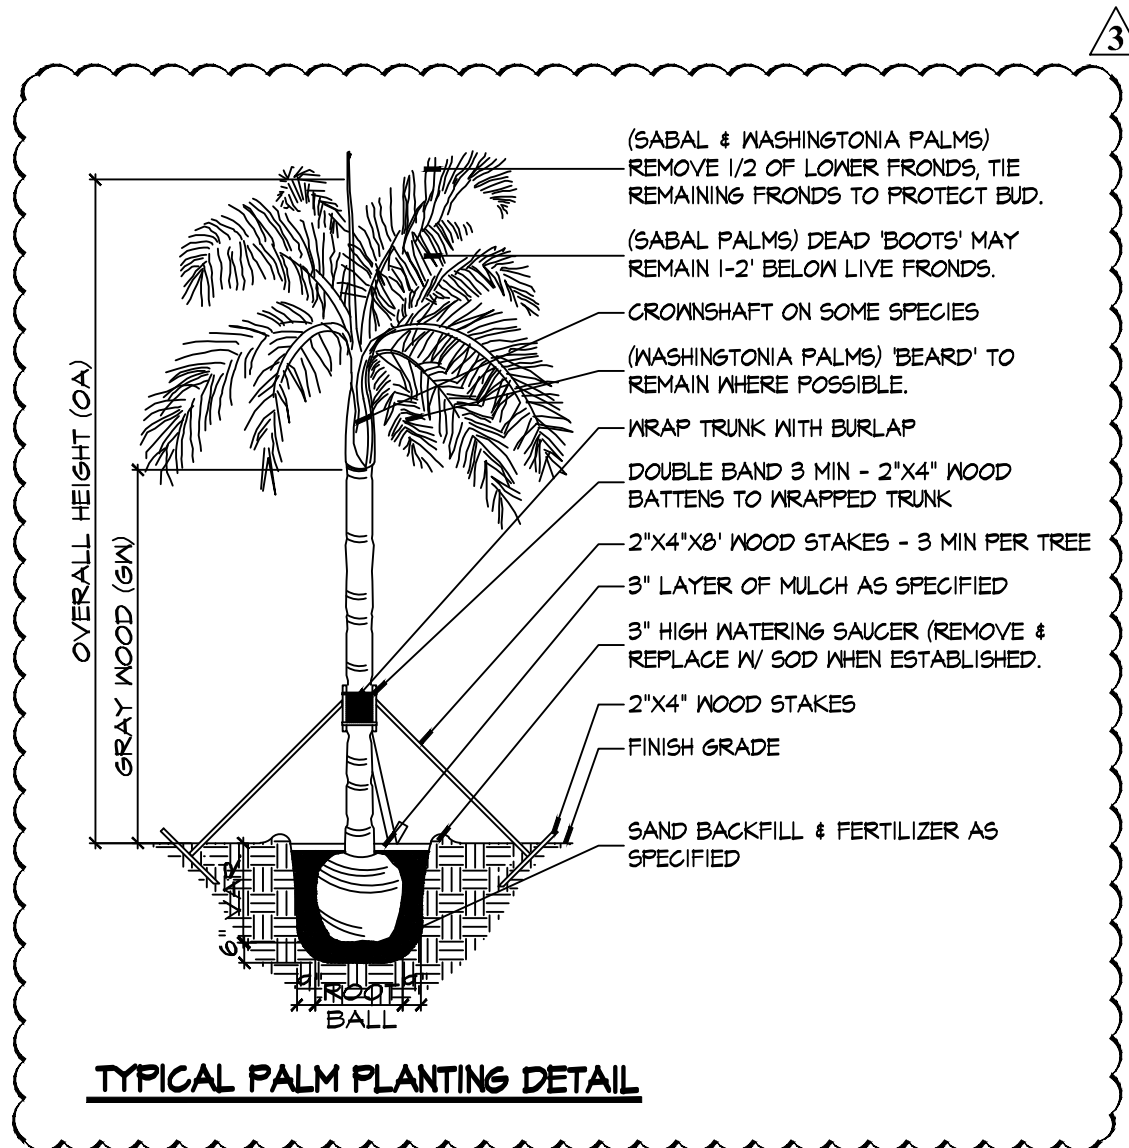 3
(SABAL & WASHINGTONIA PALMS)
REMOVE 1/2 OF LOWER FRONDS, TIE
REMAINING FRONDS TO PROTECT BUD.
(SABAL PALMS) DEAD 'BOOTS' MAY
REMAIN 1-2' BELOW LIVE FRONDS.
CROWNSHAFT ON SOME SPECIES
(WASHINGTONIA PALMS) 'BEARD' TO
REMAIN WHERE POSSIBLE.
WRAP TRUNK WITH BURLAP
DOUBLE BAND 3 MIN - 2"X4" WOOD
BATTENS TO WRAPPED TRUNK
2"X4"X8' WOOD STAKES - 3 MIN PER TREE
3" LAYER OF MULCH AS SPECIFIED
3" HIGH WATERING SAUCER (REMOVE &
REPLACE W/ SOD WHEN ESTABLISHED.
2"X4" WOOD STAKES
FINISH GRADE
SAND BACKFILL & FERTILIZER AS
SPECIFIED
OVERALL HEIGHT (OA)
GRAY WOOD (GW)
VAR
6"
9" 9"
ROOT
BALL
TYPICAL PALM PLANTING DETAIL